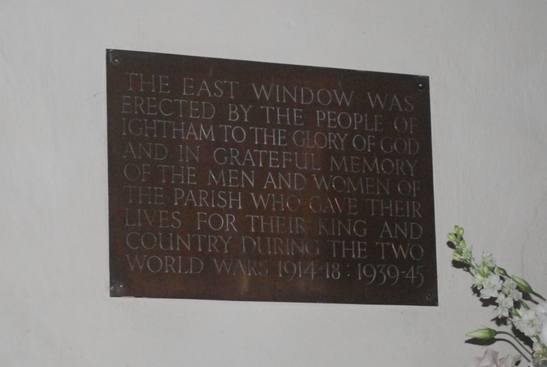 THE EAST WINDOW WAS
ERECTED BY THE PEOPLE OF
IGHTHAM TO THE GLORY OF GOD
AND IN GRATEFUL MEMORY
OF THE MEN AND WOMEN OF
THE PARISH WHO GAVE THEIR
LIVES FOR THEIR KING AND
COUNTRY DURING THE TWO
WORLD WARS 1914-18 : 1939-45